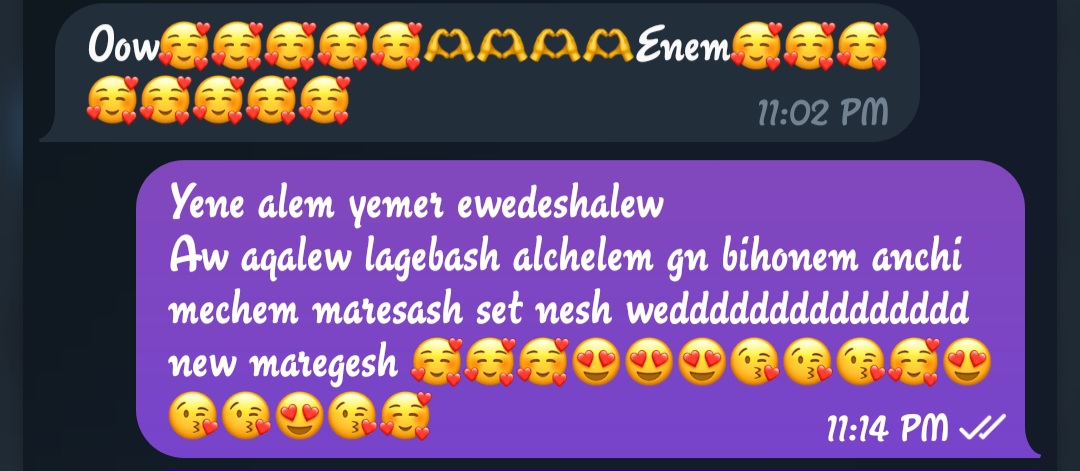 Oow🥰🥰🥰🥰🥰🫶🫶🫶🫶Enem🥰🥰🥰
🥰🥰🥰🥰🥰
11:02 PM
Yene alem yemer ewedeshalew
Aw aqalew lagebash alchelem gn bihonem anchi
mechem maresash set nesh weddddddddddddddd
new maregesh 🥰🥰🥰😍😍😍😘😘😘🥰😍
😘😘😍😘🥰
11:14 PM